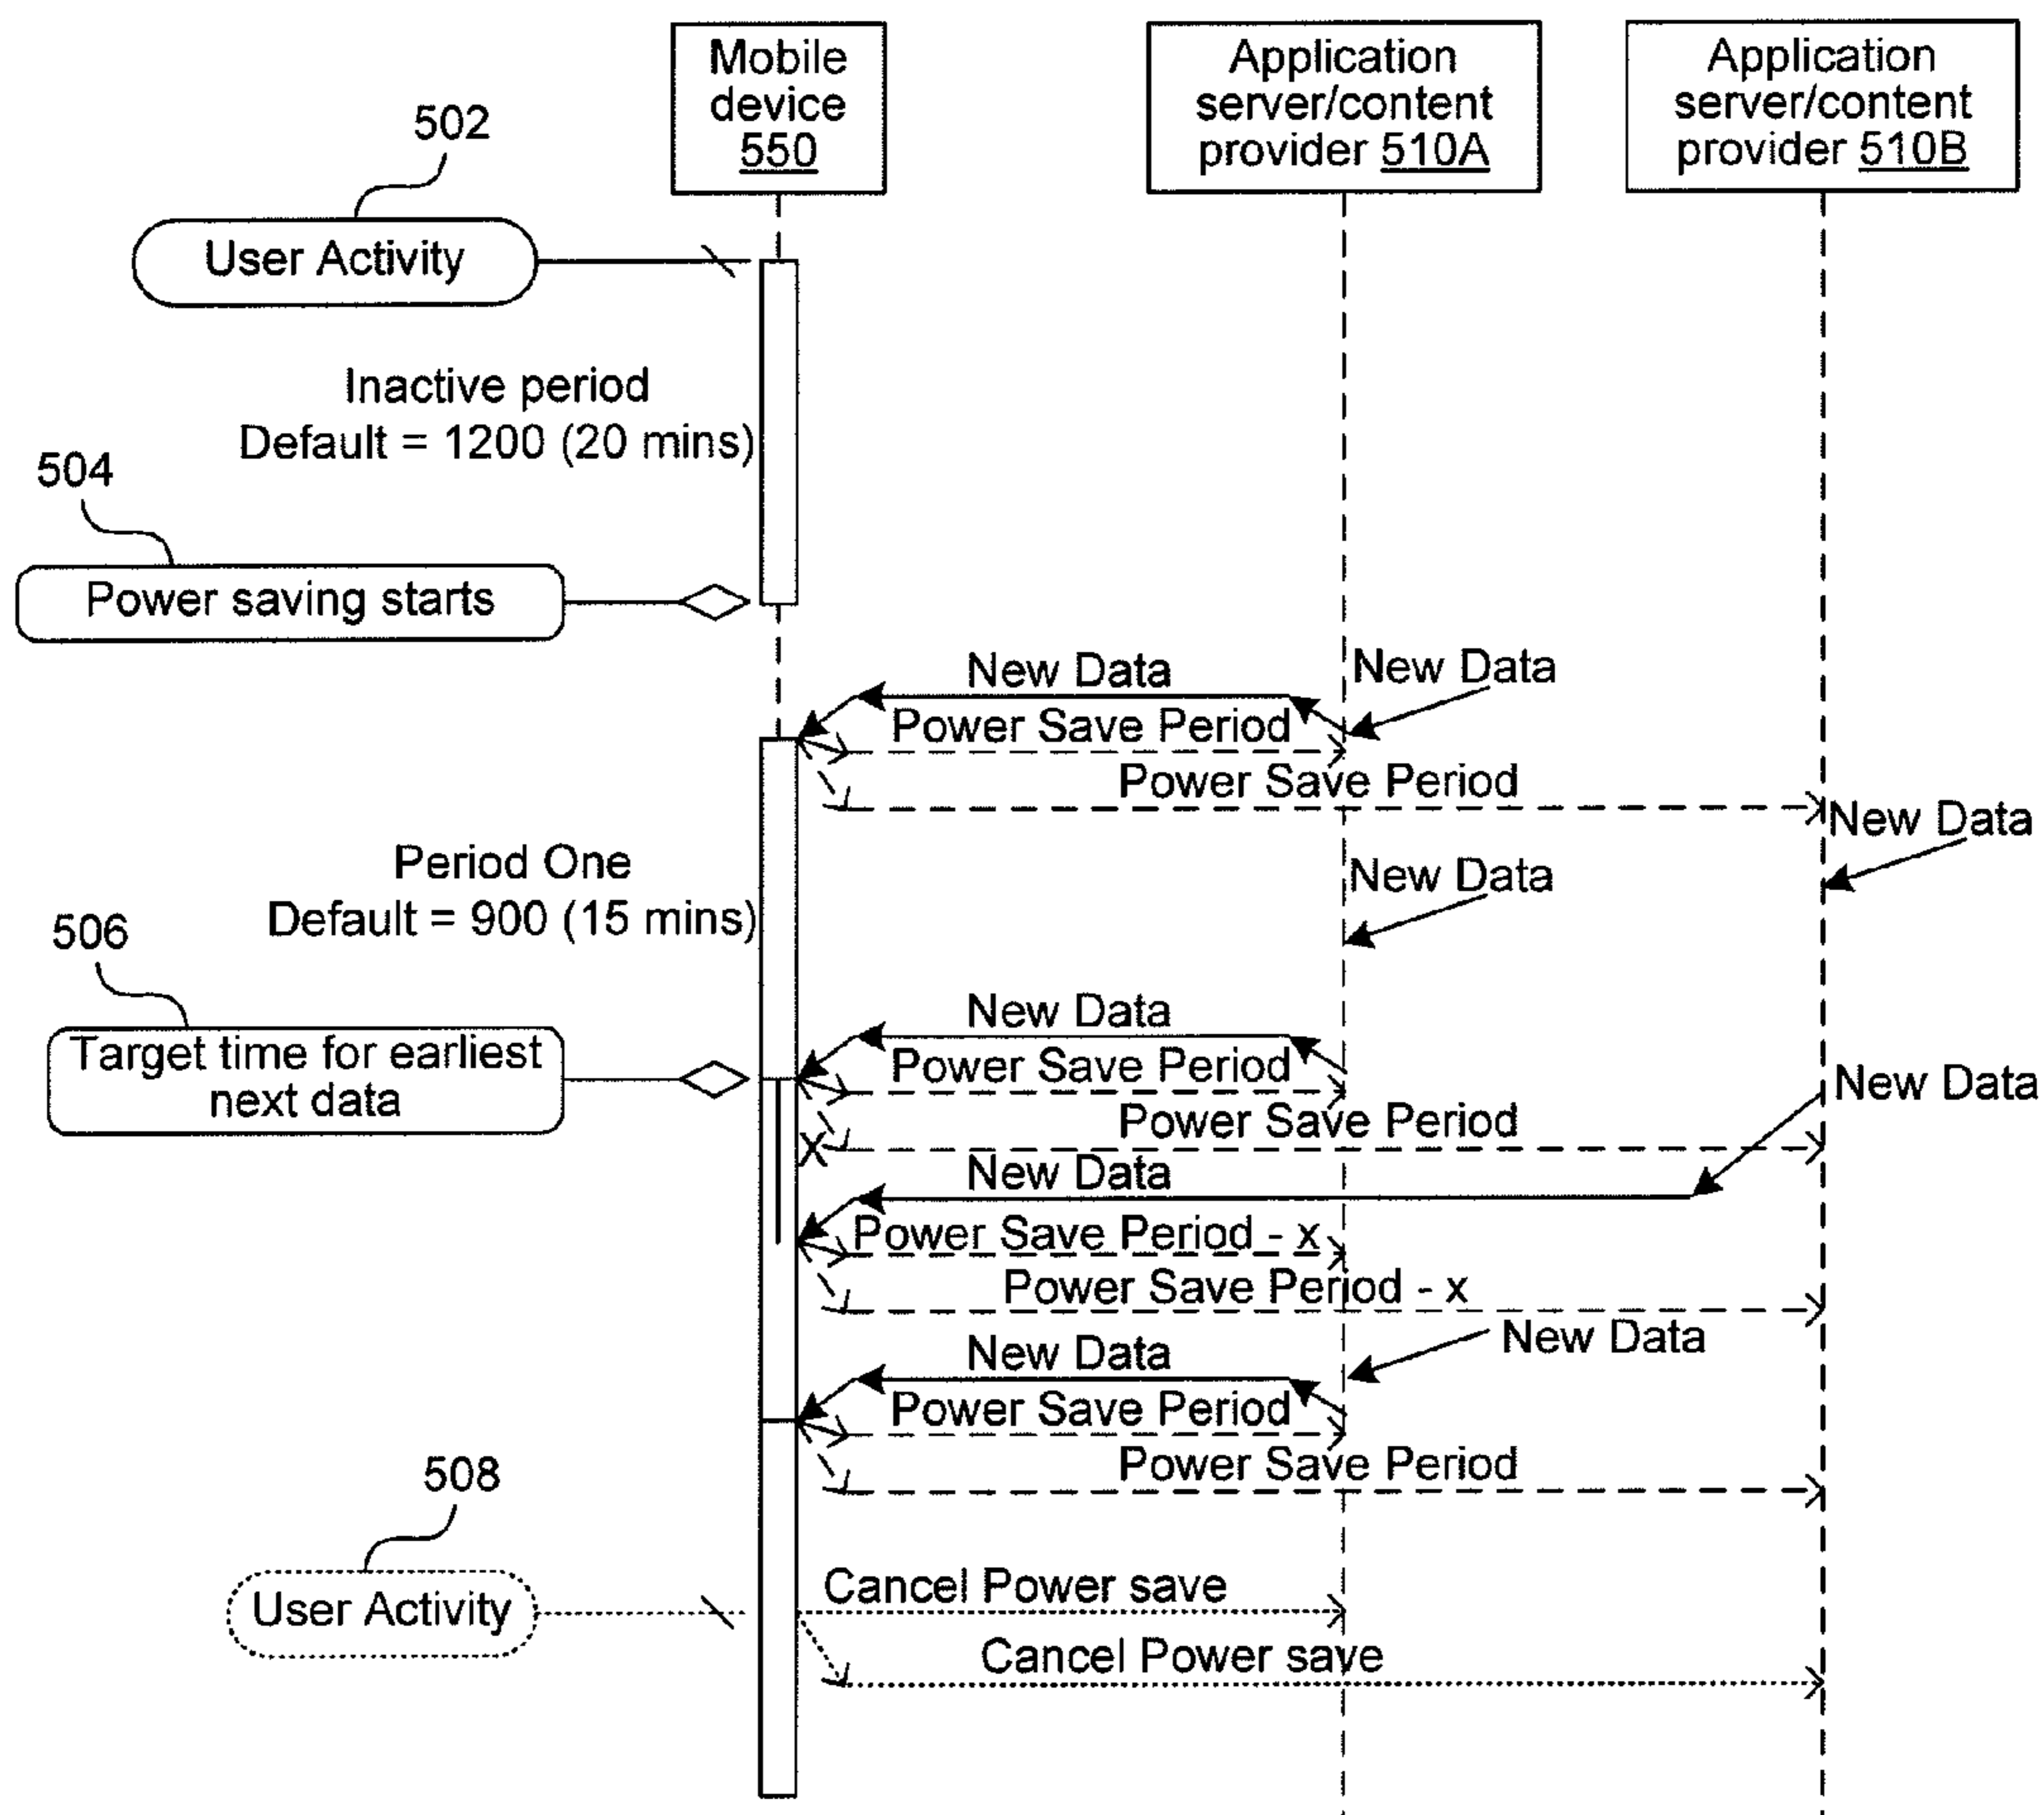 Mobile
device
550
Application
server/content
provider 510A
Application
server/content
provider 510B
502
User Activity
Inactive period
Default = 1200 (20 mins)
504
Power saving starts
New Data
New Data
Power Save Period
Power Save Period
New Data
Period One
Default = 900 (15 mins)
New Data
506
New Data
Target time for earliest
next data
Power Save Period
New Data
Power Save Period
X
New Data
Power Save Period - x
Power Save Period - x
New Data
New Data
Power Save Period
Power Save Period
508
User Activity
Cancel Power save
Cancel Power save